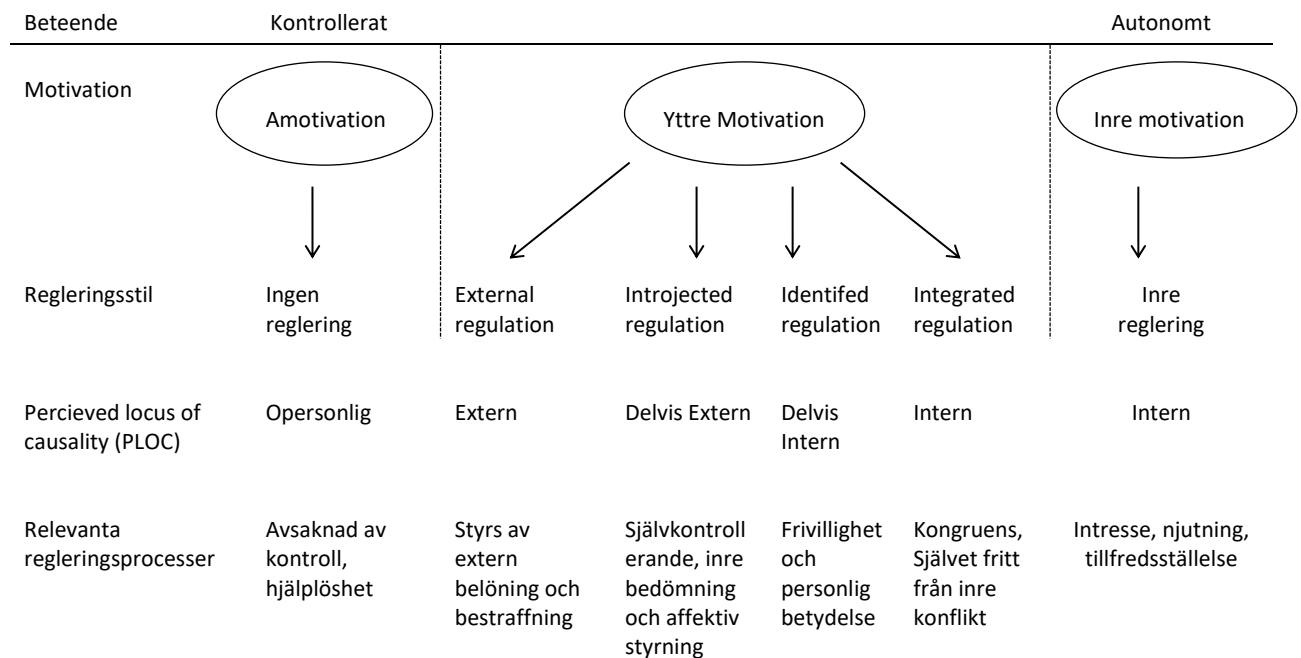 Beteende Kontrollerat Autonomt
Motivation
Amotivation Yttre Motivation Inre motivation
Regleringsstil Ingen External Introjected Identifed Integrated Inre
reglering regulation regulation regulation regulation reglering
Percieved locus of Opersonlig Extern Delvis Extern Delvis Intern Intern
causality (PLOC) Intern
Relevanta Avsaknad av Styrs av Självkontroll Frivillighet Kongruens, Intresse, njutning,
regleringsprocesser kontroll, extern erande, inre och Självet fritt tillfredsställelse
hjälplöshet belöning och bedömning personlig från inre
bestraffning och affektiv betydelse konflikt
styrning